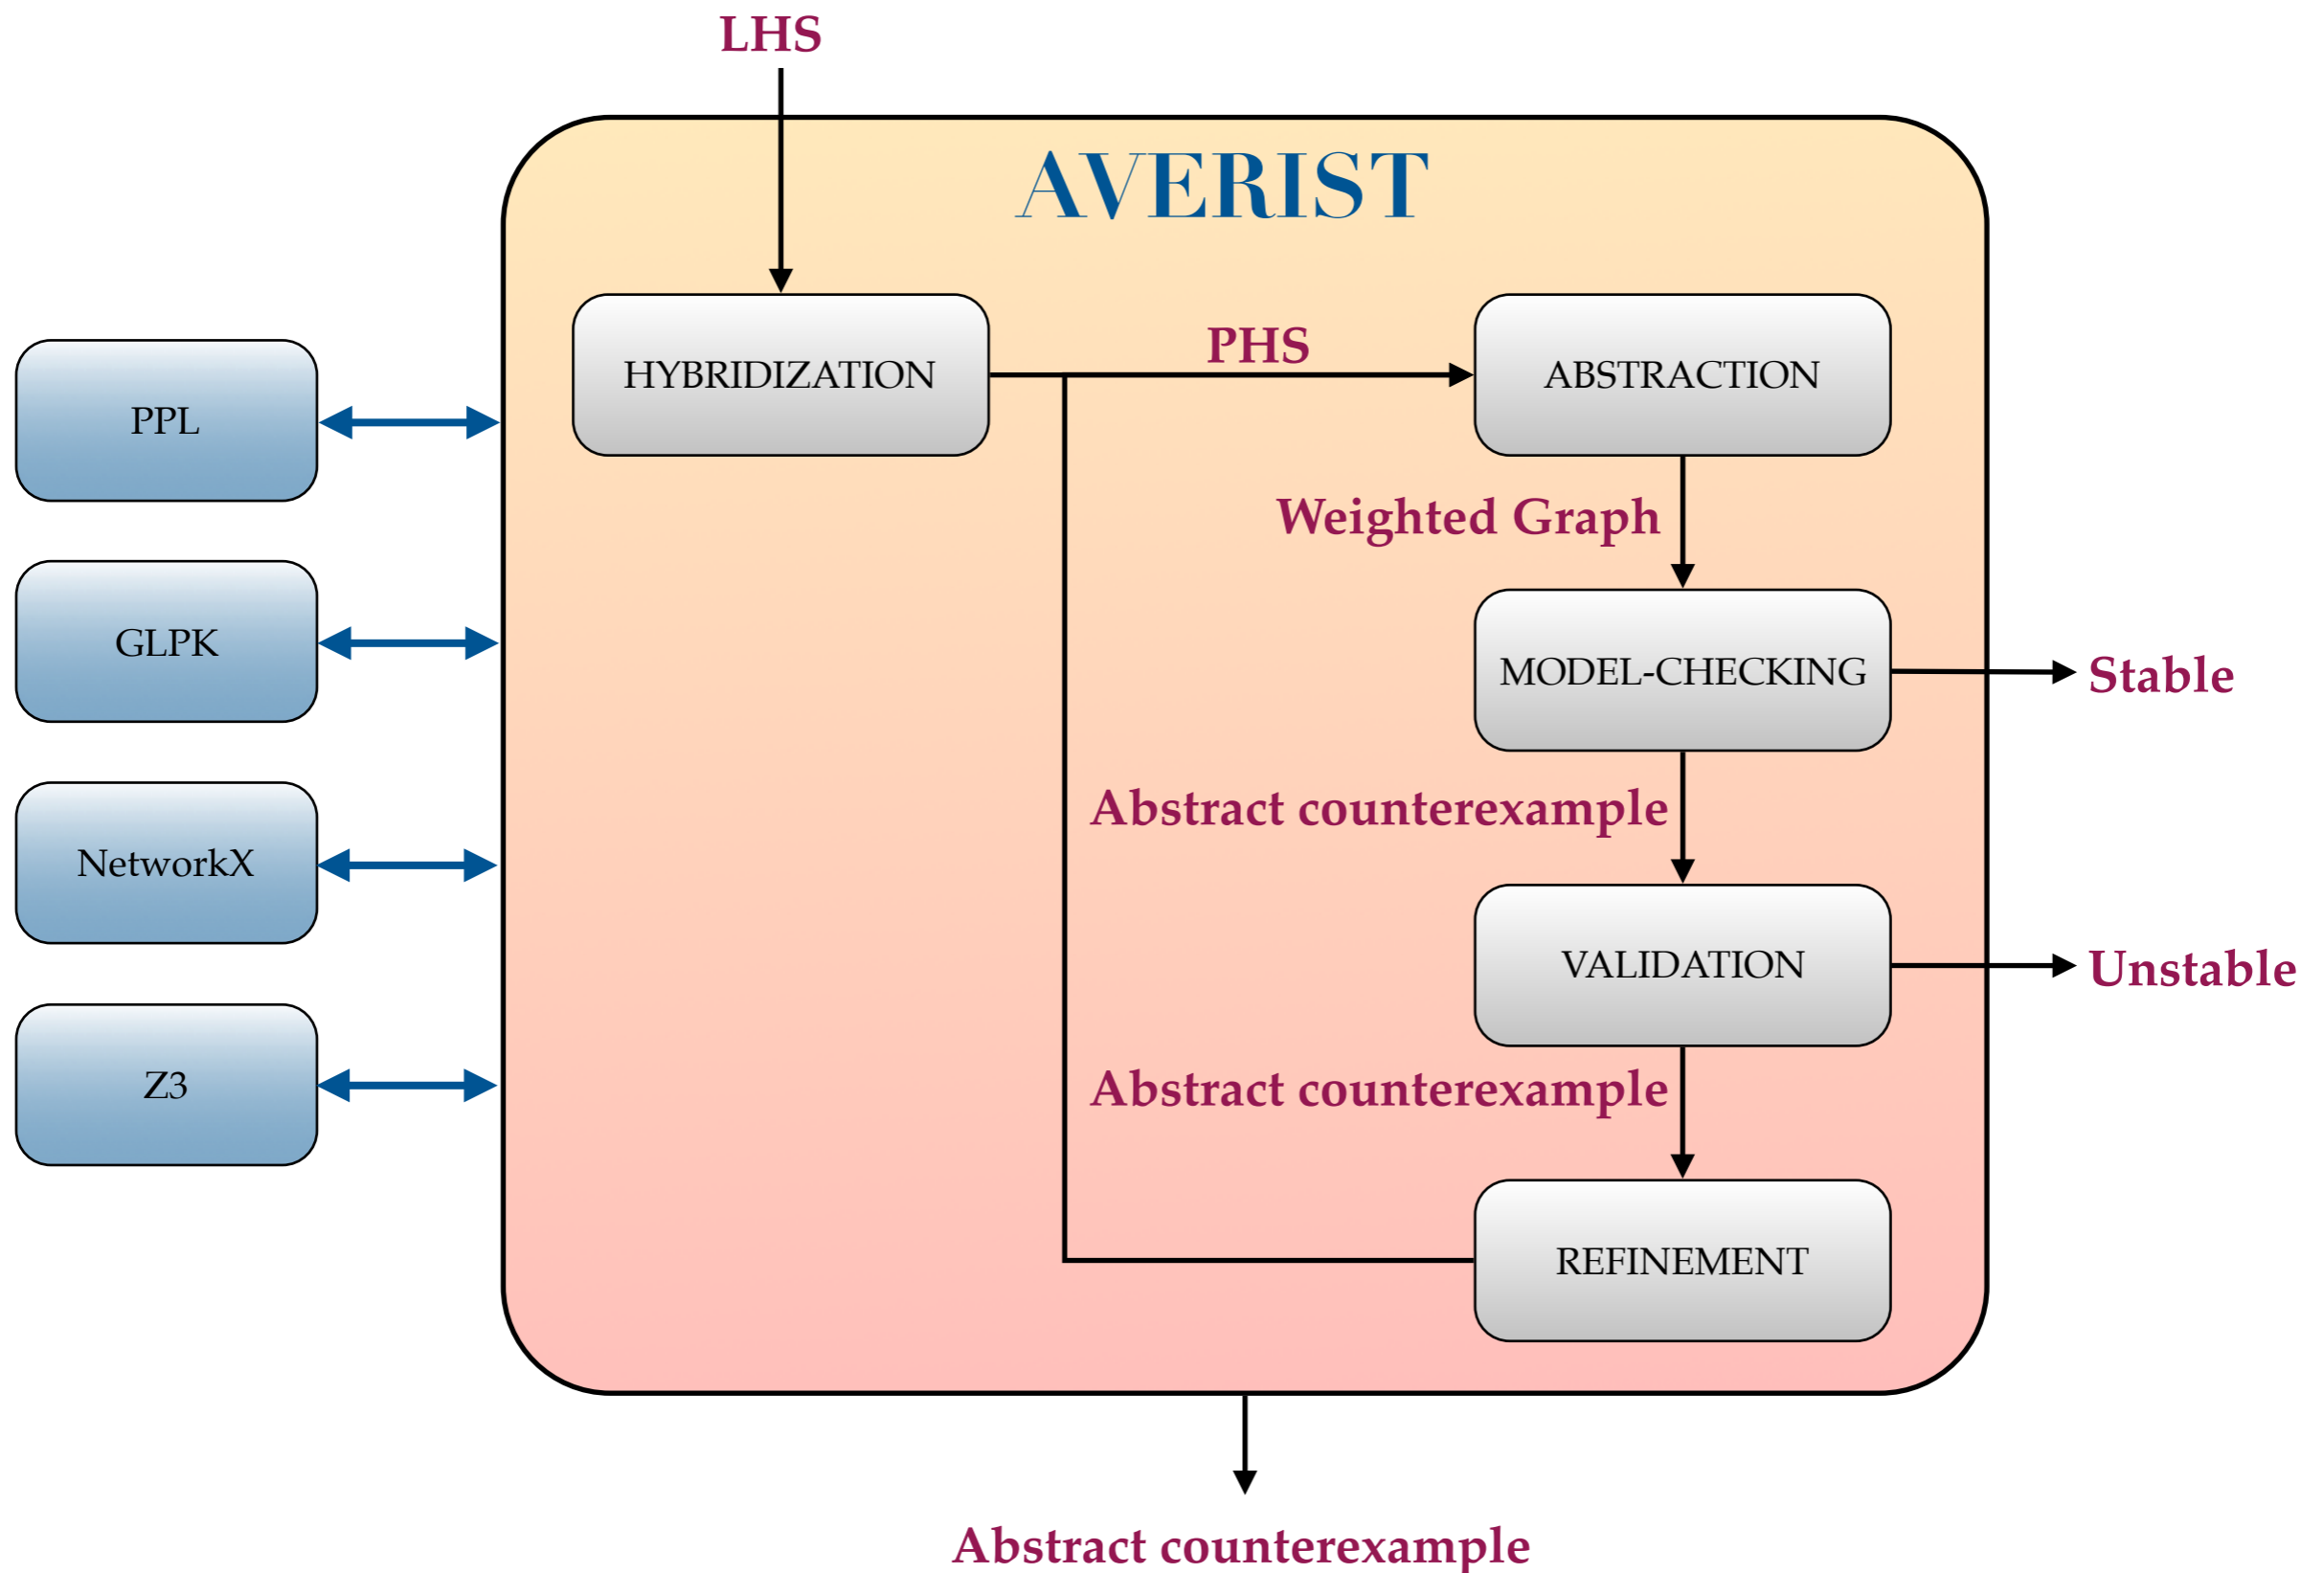 LHS
AVERIST
HYBRIDIZATION
PHS
ABSTRACTION
PPL
Weighted Graph
GLPK
MODEL-CHECKING
Stable
Abstract counterexample
NetworkX
VALIDATION
Unstable
Abstract counterexample
Z3
REFINEMENT
Abstract counterexample